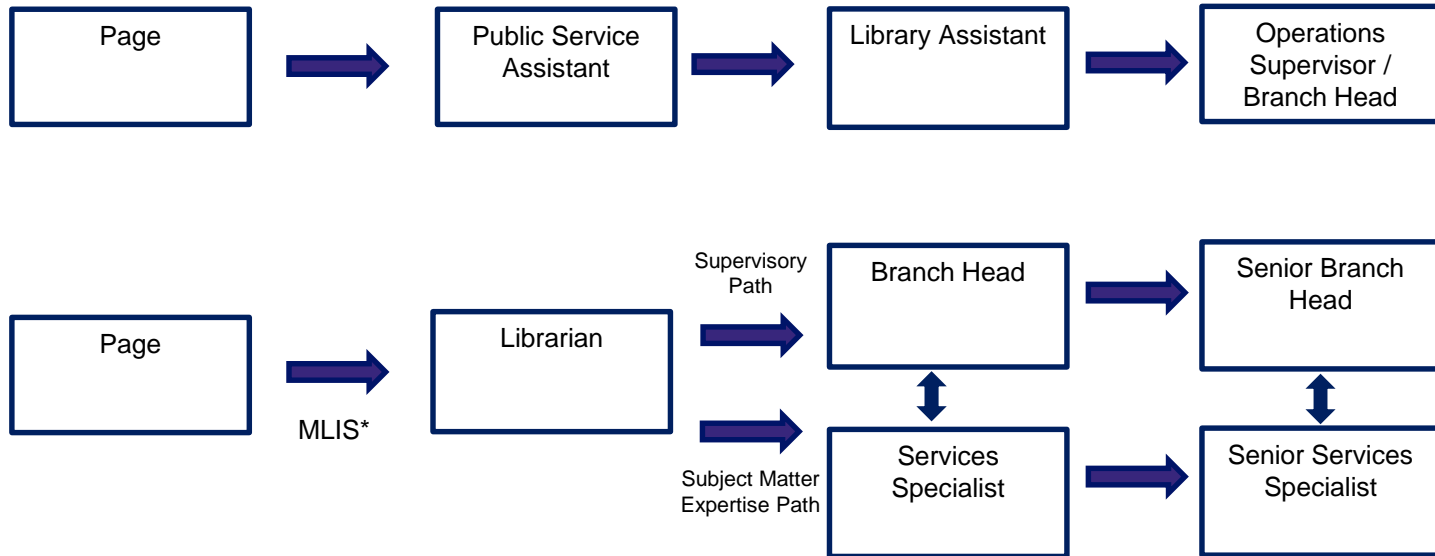 Page
Public Service
Assistant
Library Assistant
Operations
Supervisor /
Branch Head
Page
MLIS*
Librarian
Supervisory
Path
Subject Matter
Expertise Path
Branch Head
Senior Branch
Head
Services
Specialist
Senior Services
Specialist